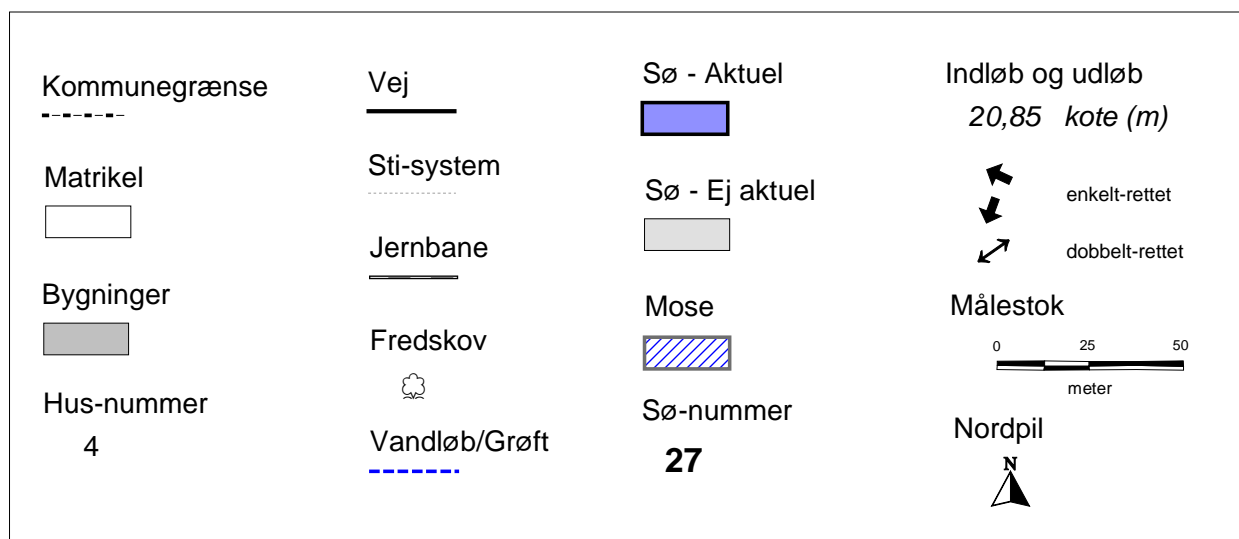 Kommunegrænse
Matrikel
Bygninger
Hus-nummer
4
Vej
Sti-system
Jernbane
Fredskov
Vandløb/Grøft
Sø - Aktuel
Sø - Ej aktuel
Mose
Sø-nummer
27
Indløb og udløb
20,85 kote (m)
enkelt-rettet
dobbelt-rettet
Målestok
0 25 50
meter
Nordpil
N